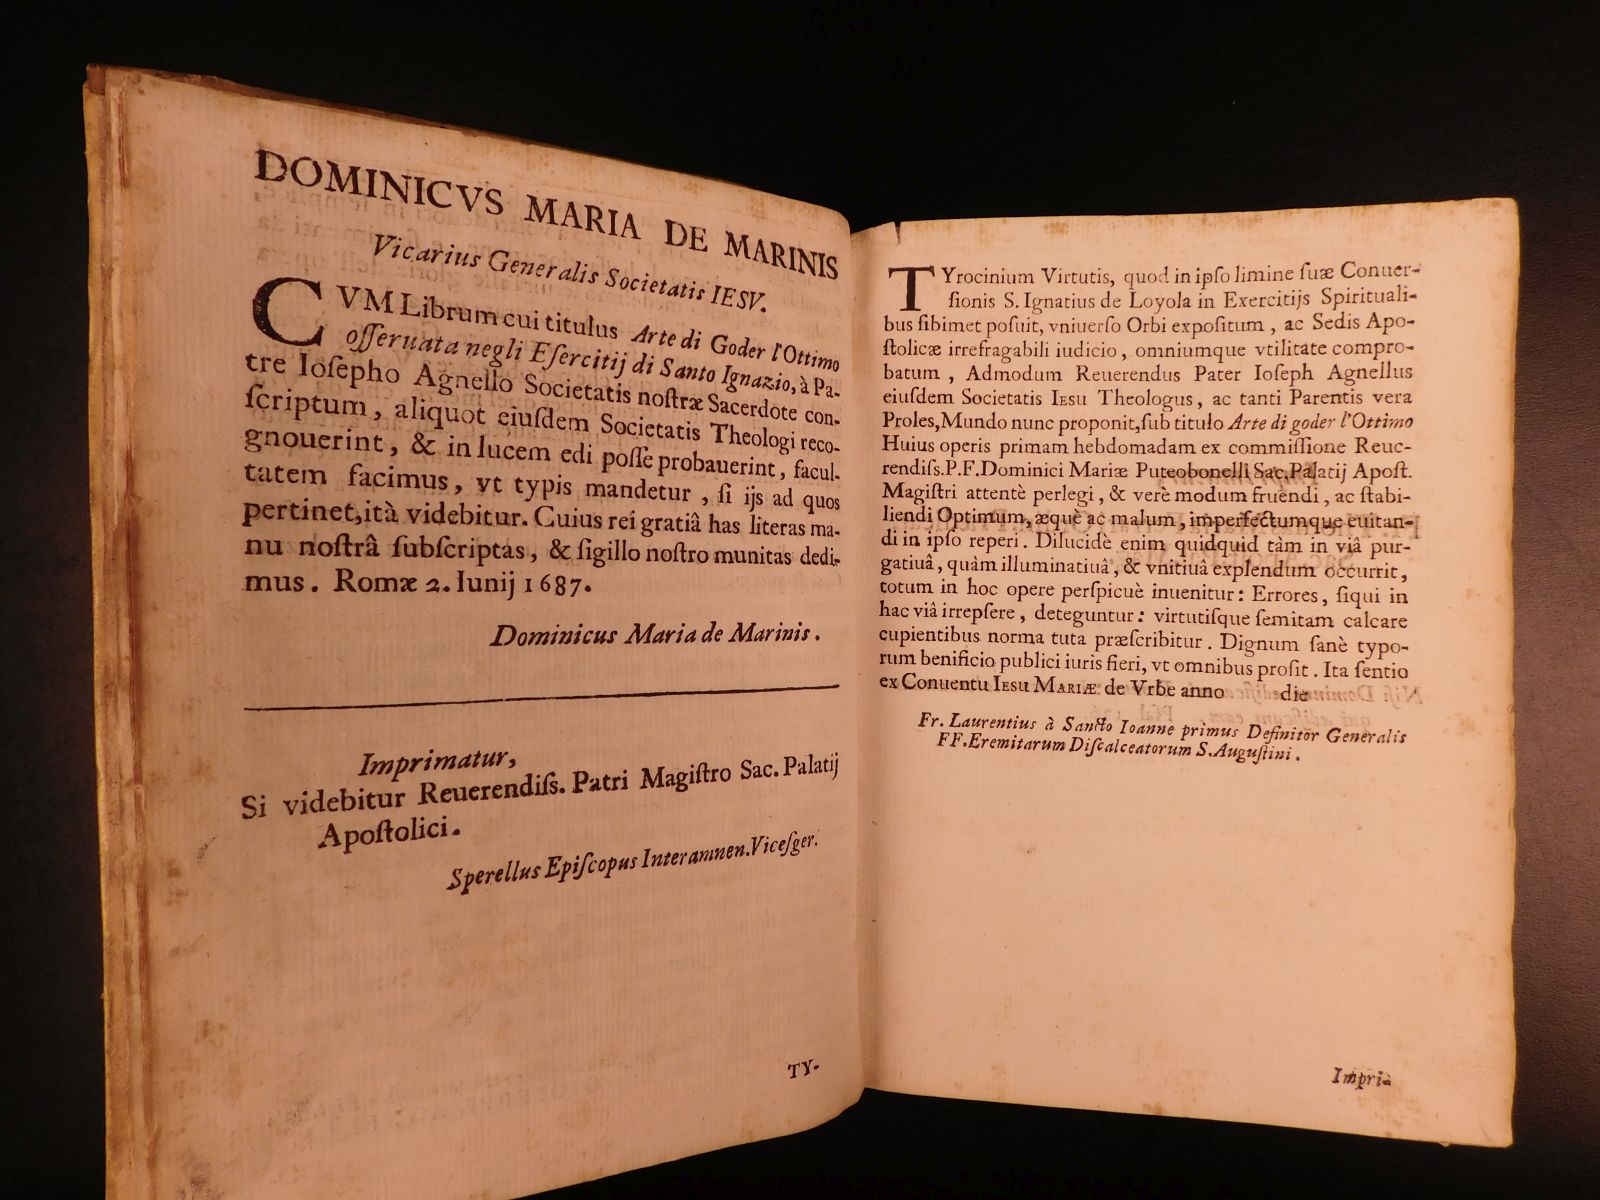 DOMINICVS MARIA DE MARINIS
Vicarius Generalis Societatis IESV.
CVM Librum cui titulus Arte di Goder l'Ottimo
osseruata negli Esercitij di Santo Ignazio, à Pa-
tre Iosepho Agnello Societatis nostræ Sacerdote con-
scriptum, aliquot eiusdem Societatis Theologi reco-
gnouerint, & in lucem edi posse probauerint, facul-
tatem facimus, vt typis mandetur, si ijs ad quos
pertinet, ità videbitur. Cuius rei gratiâ has literas ma-
nu nostrâ subscriptas, & sigillo nostro munitas dedi-
mus. Romæ 2. Iunij 1687.
Dominicus Maria de Marinis.
Imprimatur,
Si videbitur Reuerendiss. Patri Magistro Sac. Palatij
Apostolici.
Sperellus Episcopus Interamnen. Vicesger.
TY-
TYrocinium Virtutis, quod in ipso limine suæ Conuer-
sionis S. Ignatius de Loyola in Exercitijs Spirituali-
bus sibimet posuit, vniuerso Orbi expositum, ac Sedis Apo-
stolicæ irrefragabili iudicio, omniumque vtilitate compro-
batum, Admodum Reuerendus Pater Ioseph Agnellus
eiusdem Societatis IESU Theologus, ac tanti Parentis vera
Proles, Mundo nunc proponit, sub titulo Arte di goder l'Ottimo
Huius operis primam hebdomadam ex commissione Reue-
rendiss. P. F. Dominici Mariæ Puteobonelli Sac. Palatij Apost.
Magistri attentè perlegi, & verè modum fruendi, ac stabi-
liendi Optimum, æquè ac malum, imperfectumque euitan-
di in ipso reperi. Dilucidè enim quidquid tàm in viâ pur-
gatiuâ, quàm illuminatiuâ, & vnitiuâ explendum occurrit,
totum in hoc opere perspicuè inuenitur: Errores, siqui in
hac viâ irrepsere, deteguntur: virtutisque semitam calcare
cupientibus norma tuta præscribitur. Dignum sanè typo-
rum benificio publici iuris fieri, vt omnibus prosit. Ita sentio
ex Conuentu IESU MARIÆ de Vrbe anno die
Fr. Laurentius à Sancto Ioanne primus Definitor Generalis
FF. Eremitarum Discalceatorum S. Augustini.
Impri-